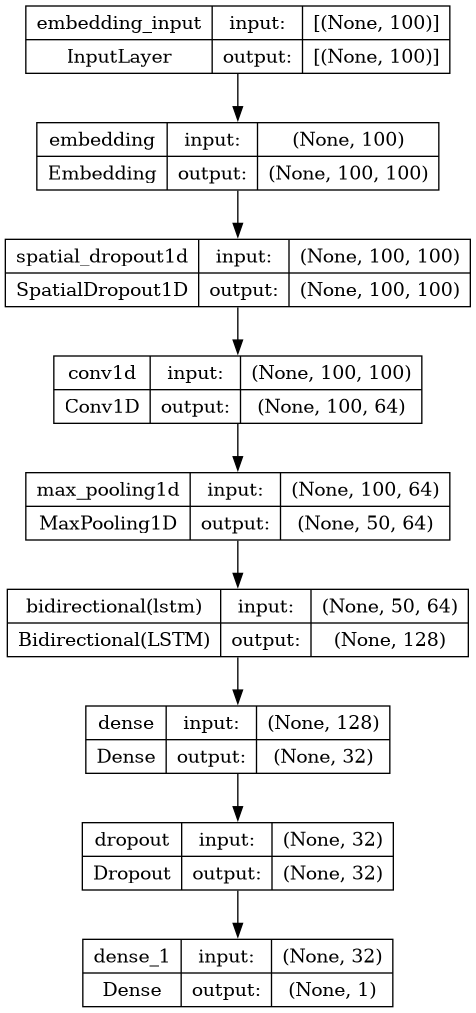 embedding_input input: [(None, 100)]
InputLayer output: [(None, 100)]
embedding input: (None, 100)
Embedding output: (None, 100, 100)
spatial_dropout1d input: (None, 100, 100)
SpatialDropout1D output: (None, 100, 100)
conv1d input: (None, 100, 100)
Conv1D output: (None, 100, 64)
max_pooling1d input: (None, 100, 64)
MaxPooling1D output: (None, 50, 64)
bidirectional(lstm) input: (None, 50, 64)
Bidirectional(LSTM) output: (None, 128)
dense input: (None, 128)
Dense output: (None, 32)
dropout input: (None, 32)
Dropout output: (None, 32)
dense_1 input: (None, 32)
Dense output: (None, 1)